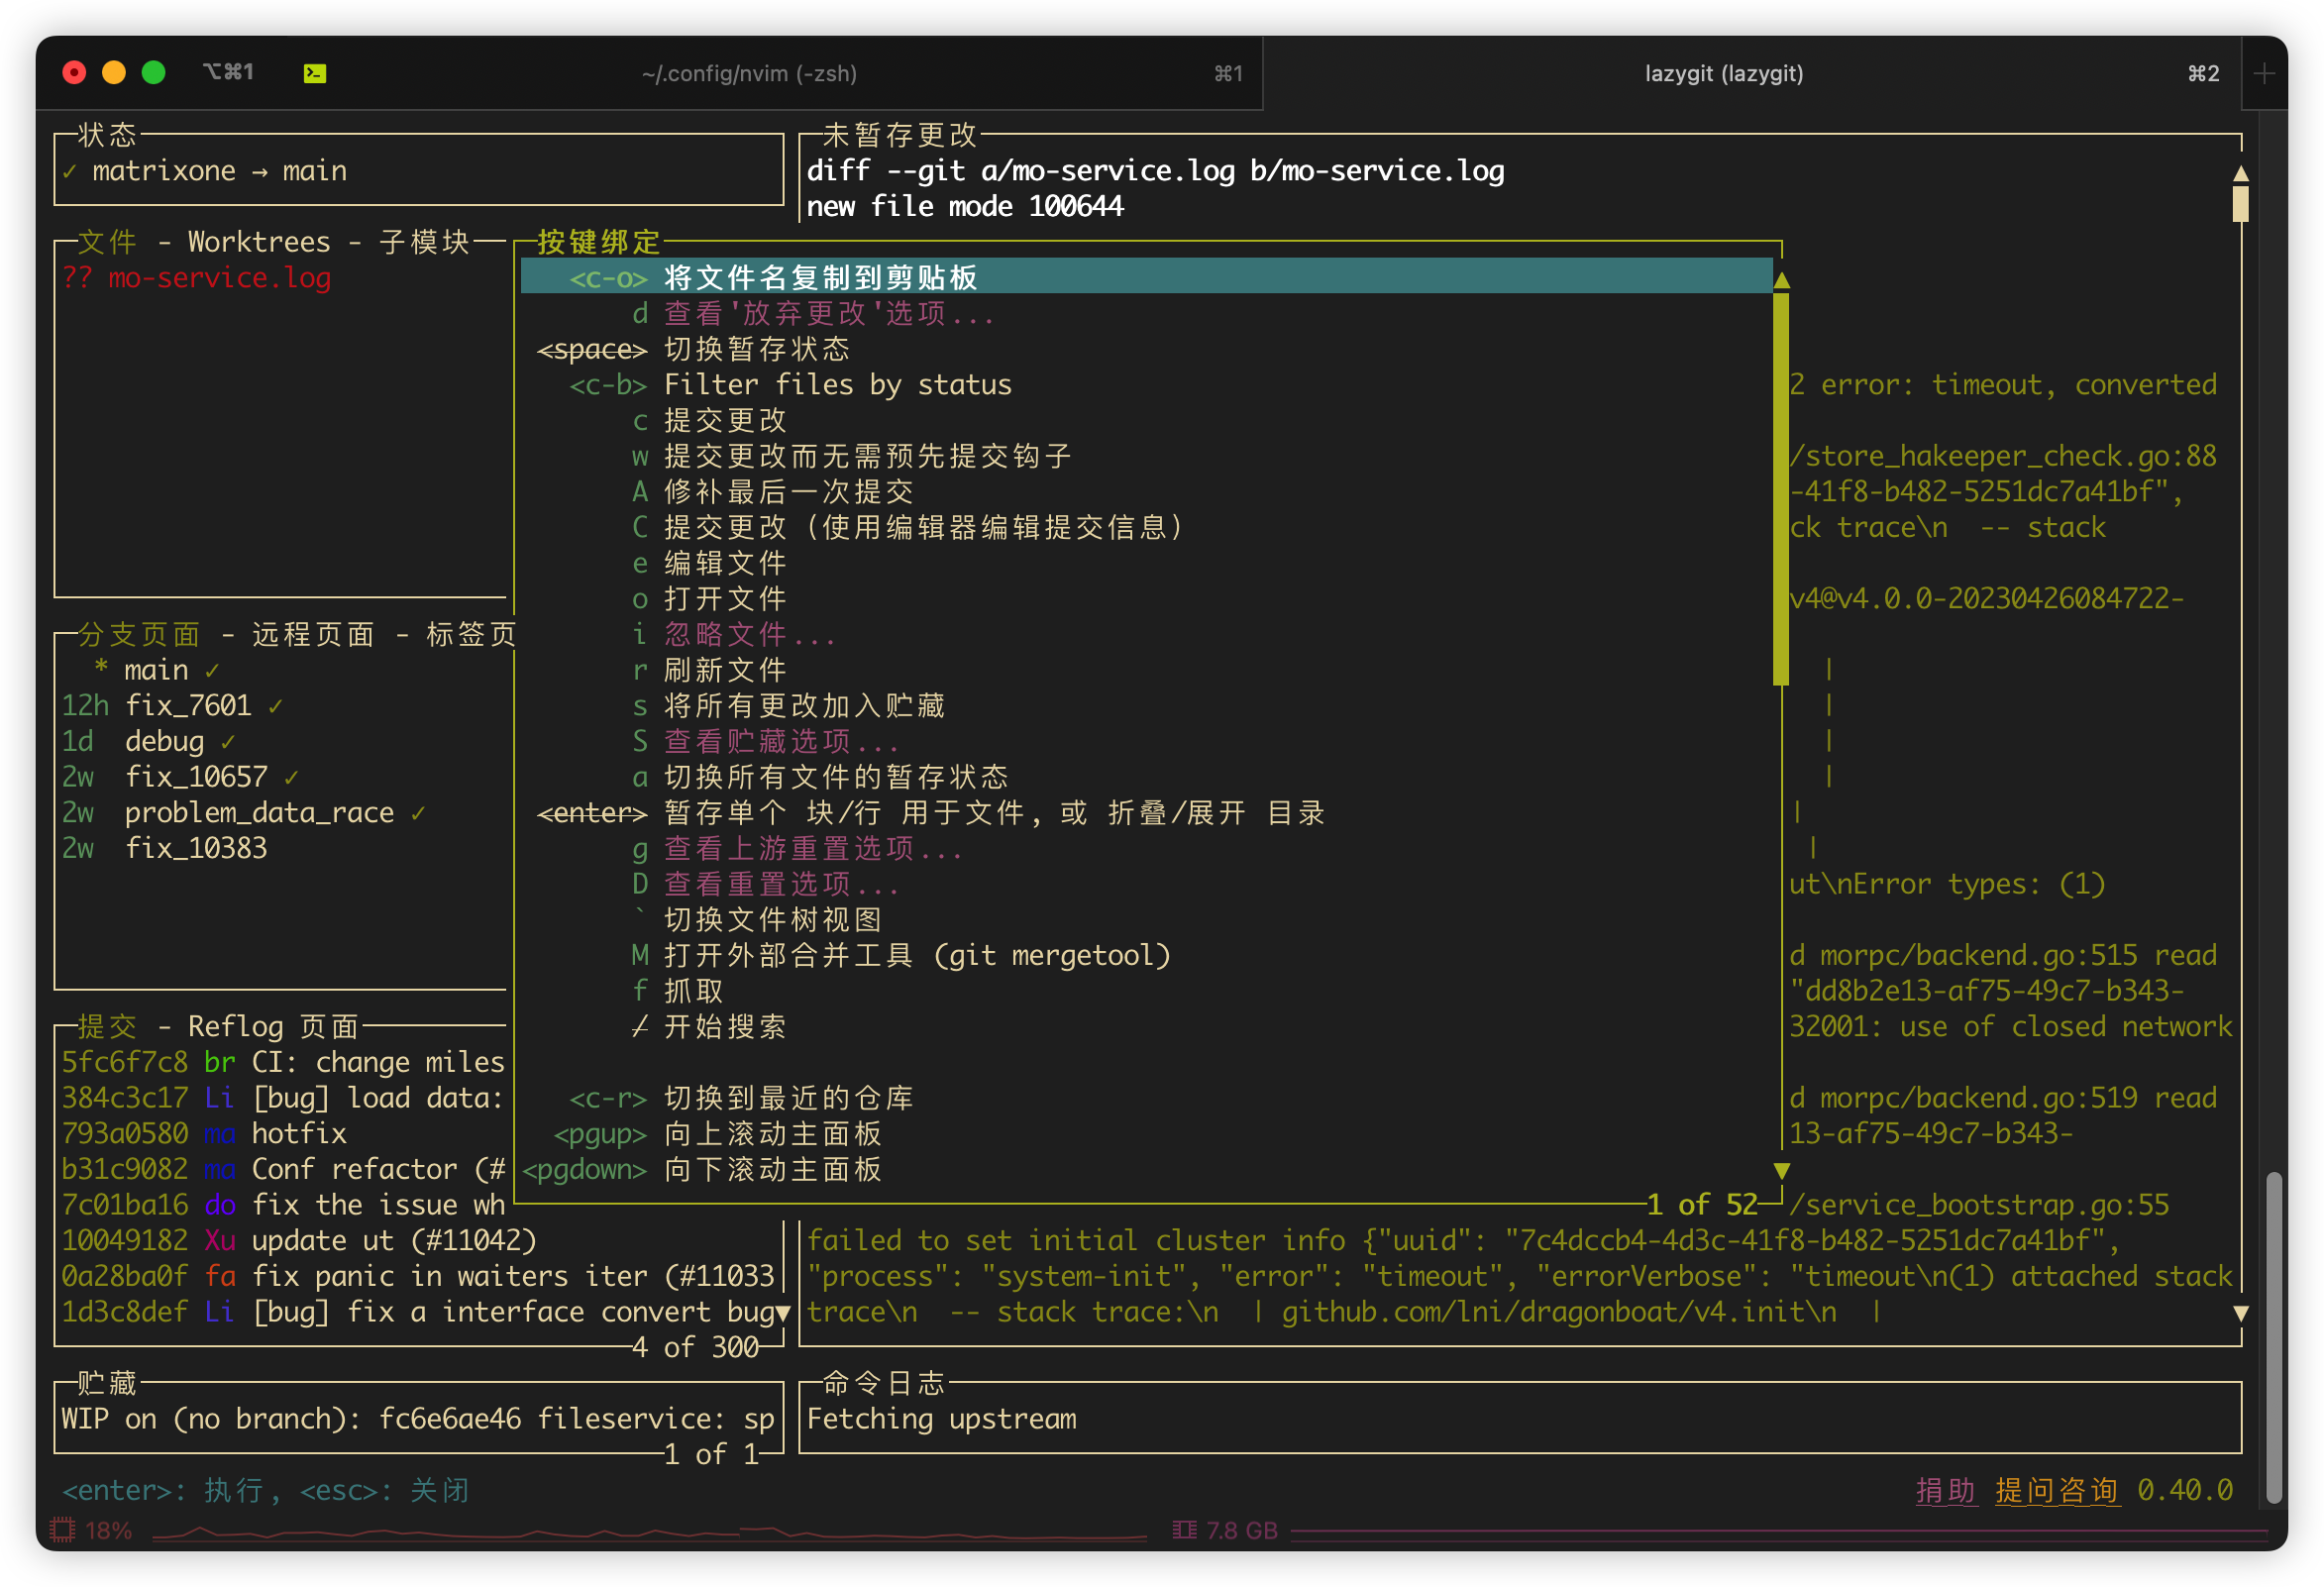 ⌥⌘1
~/.config/nvim (-zsh)
⌘1
lazygit (lazygit)
⌘2
状态
✓ matrixone → main
文件 - Worktrees - 子模块
?? mo-service.log
分支页面 - 远程页面 - 标签页
* main ✓
12h fix_7601 ✓
1d debug ✓
2w fix_10657 ✓
2w problem_data_race ✓
2w fix_10383
提交 - Reflog 页面
5fc6f7c8 br CI: change miles
384c3c17 Li [bug] load data:
793a0580 ma hotfix
b31c9082 ma Conf refactor (#
7c01ba16 do fix the issue wh
10049182 Xu update ut (#11042)
0a28ba0f fa fix panic in waiters iter (#11033
1d3c8def Li [bug] fix a interface convert bug
4 of 300
贮藏
WIP on (no branch): fc6e6ae46 fileservice: sp
1 of 1
未暂存更改
diff --git a/mo-service.log b/mo-service.log
new file mode 100644
按键绑定
<c-o> 将文件名复制到剪贴板
d 查看'放弃更改'选项...
<space> 切换暂存状态
<c-b> Filter files by status
c 提交更改
w 提交更改而无需预先提交钩子
A 修补最后一次提交
C 提交更改（使用编辑器编辑提交信息）
e 编辑文件
o 打开文件
i 忽略文件...
r 刷新文件
s 将所有更改加入贮藏
S 查看贮藏选项...
a 切换所有文件的暂存状态
<enter> 暂存单个 块/行 用于文件, 或 折叠/展开 目录
g 查看上游重置选项...
D 查看重置选项...
` 切换文件树视图
M 打开外部合并工具 (git mergetool)
f 抓取
/ 开始搜索
<c-r> 切换到最近的仓库
<pgup> 向上滚动主面板
<pgdown> 向下滚动主面板
1 of 52
2 error: timeout, converted
/store_hakeeper_check.go:88
-41f8-b482-5251dc7a41bf",
ck trace\n  -- stack
v4@v4.0.0-20230426084722-
|
|
|
|
|
|
ut\nError types: (1)
d morpc/backend.go:515 read
"dd8b2e13-af75-49c7-b343-
32001: use of closed network
d morpc/backend.go:519 read
13-af75-49c7-b343-
/service_bootstrap.go:55
failed to set initial cluster info {"uuid": "7c4dccb4-4d3c-41f8-b482-5251dc7a41bf",
"process": "system-init", "error": "timeout", "errorVerbose": "timeout\n(1) attached stack
trace\n  -- stack trace:\n  | github.com/lni/dragonboat/v4.init\n  |
命令日志
Fetching upstream
<enter>: 执行, <esc>: 关闭
捐助 提问咨询 0.40.0
18%
7.8 GB